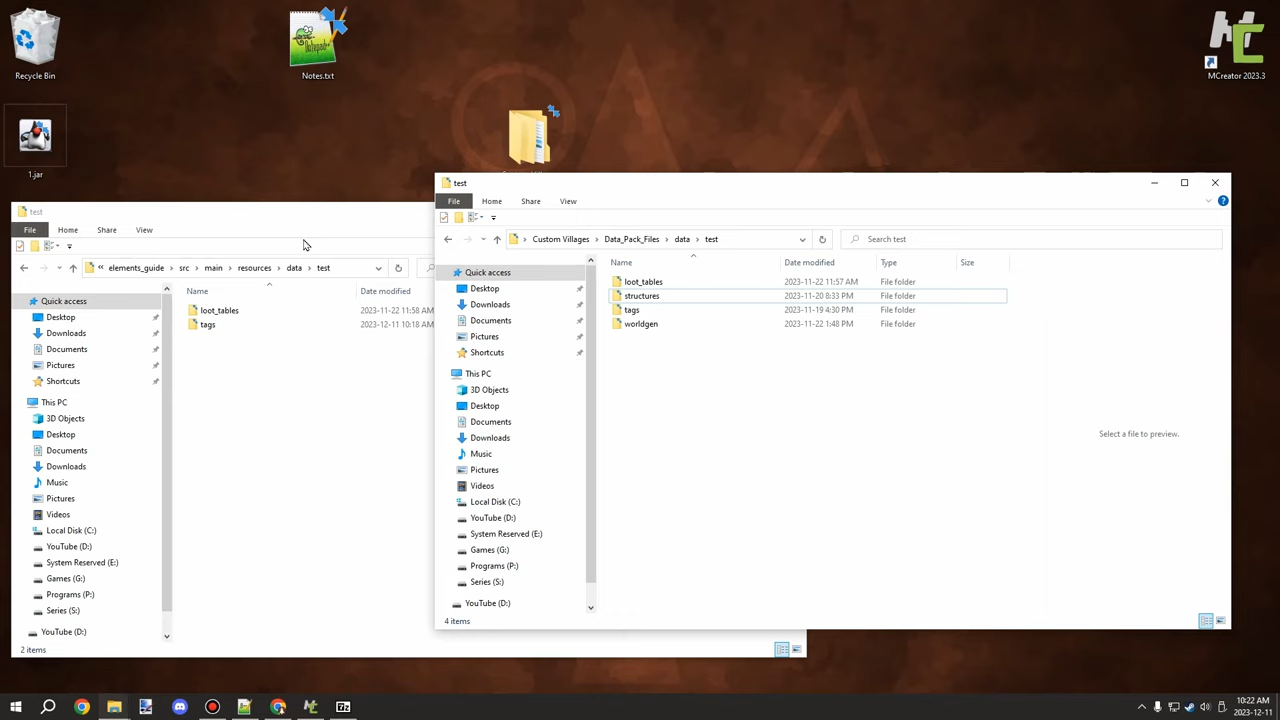 Recycle Bin
Notes.txt
MCreator 2023.3
1.jar
test
File Home Share View
« elements_guide > src > main > resources > data > test
Name Date modified
Quick access
Desktop
Downloads
Documents
Pictures
Shortcuts
This PC
3D Objects
Desktop
Documents
Downloads
Music
Pictures
Videos
Local Disk (C:)
YouTube (D:)
System Reserved (E:)
Games (G:)
Programs (P:)
Series (S:)
YouTube (D:)
loot_tables 2023-11-22 11:58 AM
tags 2023-12-11 10:18 AM
2 items
test
File Home Share View
Custom Villages > Data_Pack_Files > data > test
Search test
Name Date modified Type Size
Quick access
Desktop
Downloads
Documents
Pictures
Shortcuts
This PC
3D Objects
Desktop
Documents
Downloads
Music
Pictures
Videos
Local Disk (C:)
YouTube (D:)
System Reserved (E:)
Games (G:)
Programs (P:)
Series (S:)
YouTube (D:)
loot_tables 2023-11-22 11:57 AM File folder
structures 2023-11-20 8:33 PM File folder
tags 2023-11-19 4:30 PM File folder
worldgen 2023-11-22 1:48 PM File folder
Select a file to preview.
4 items
10:22 AM
2023-12-11